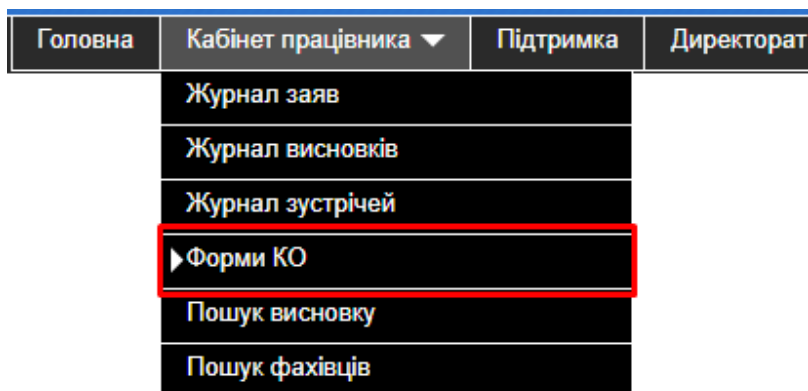 Головна Кабінет працівника Підтримка Директорат
Журнал заяв
Журнал висновків
Журнал зустрічей
Форми КО
Пошук висновку
Пошук фахівців